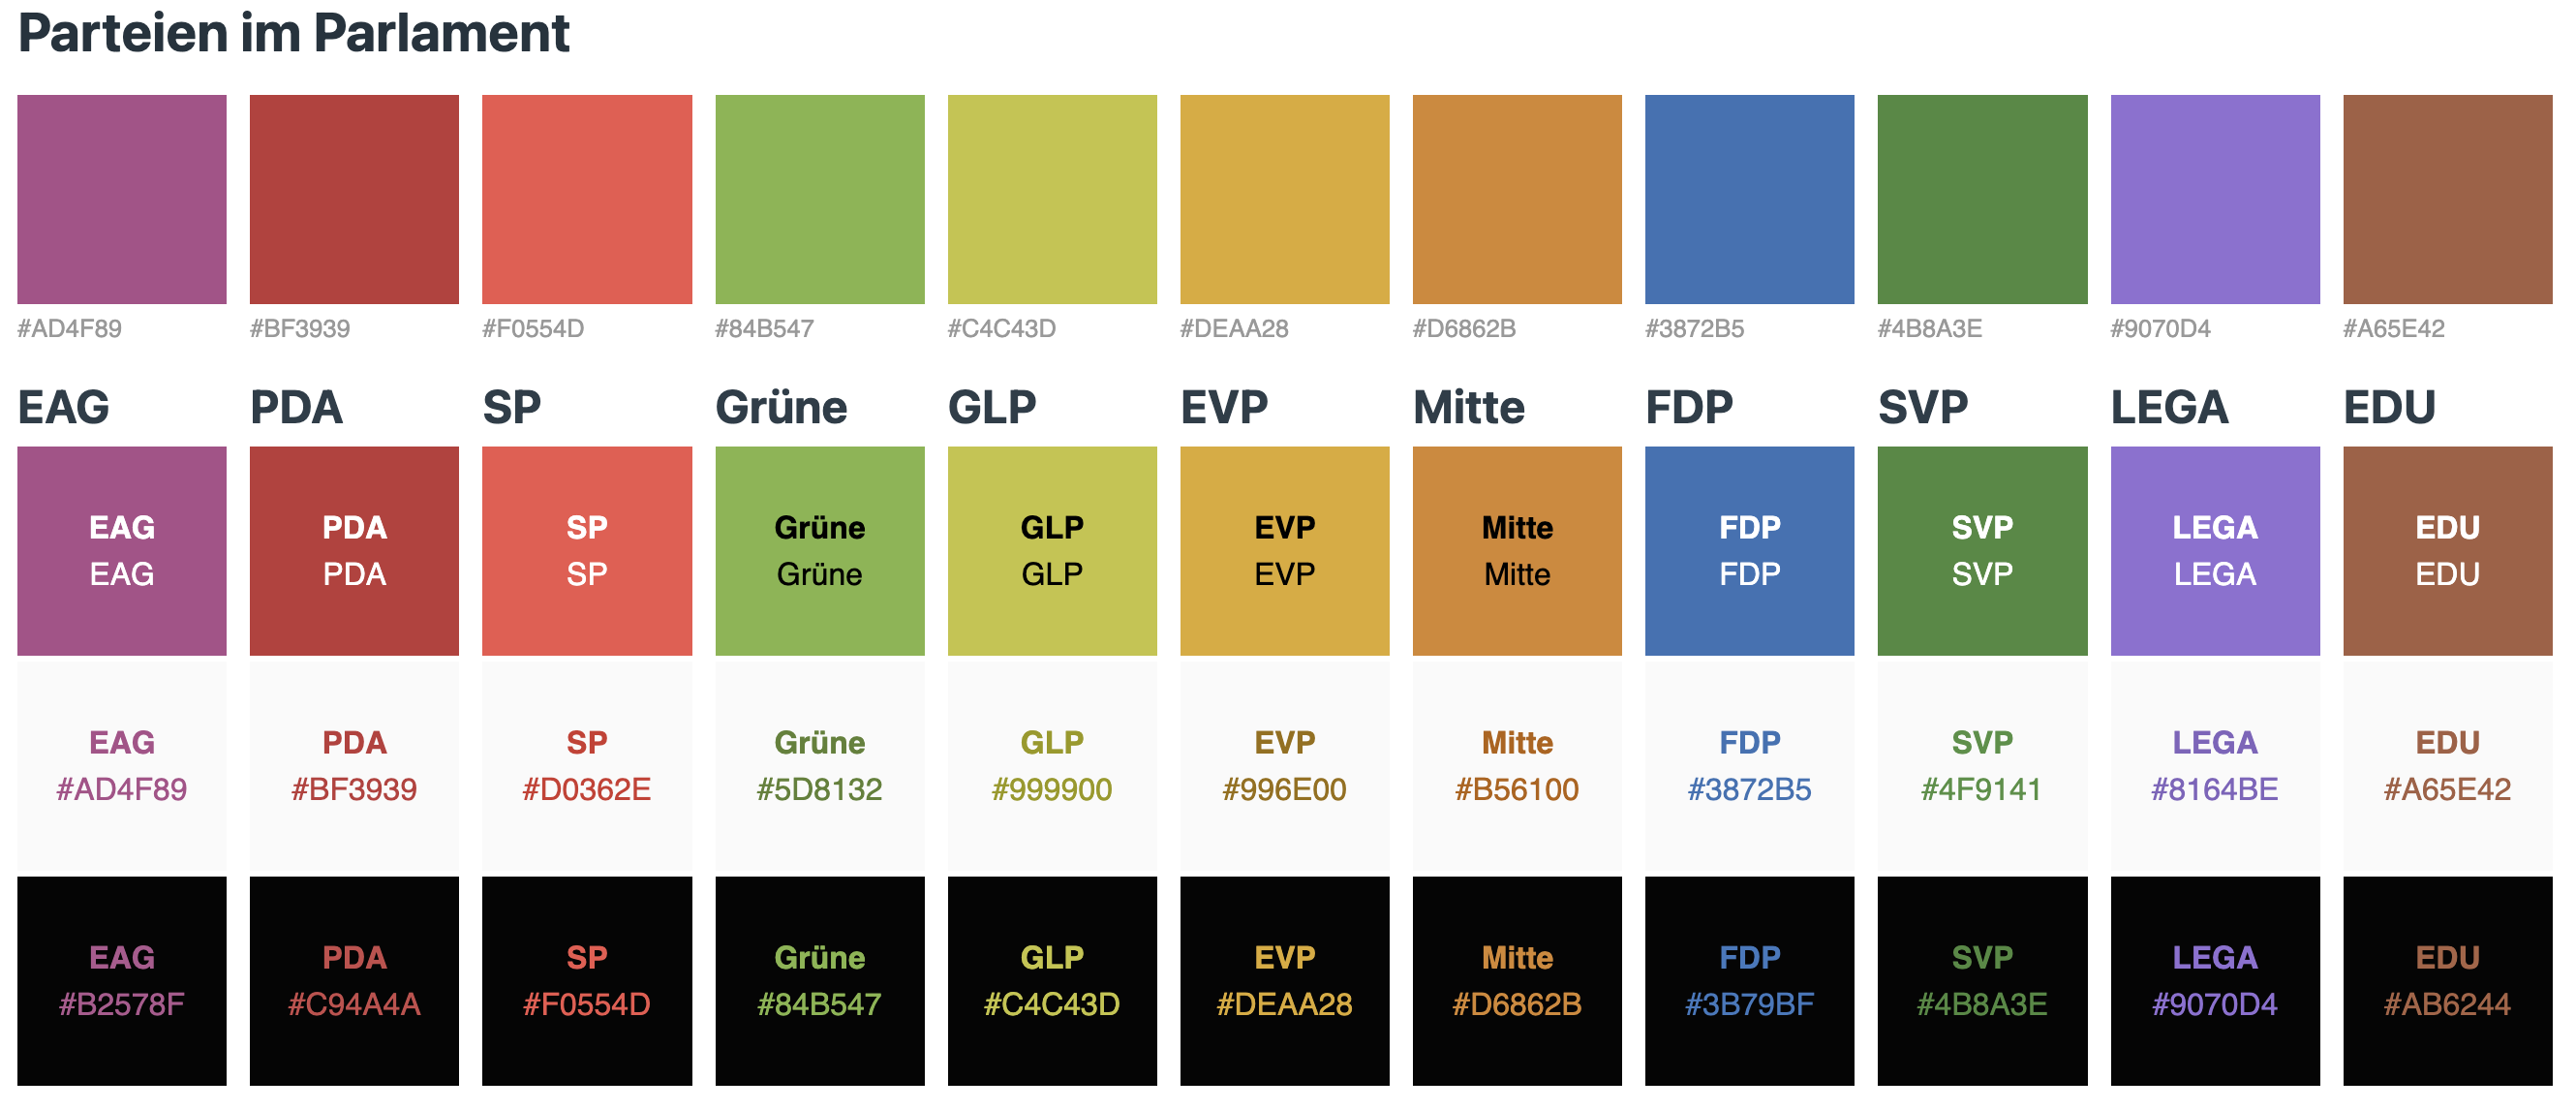 Parteien im Parlament
#AD4F89 #BF3939 #F0554D #84B547 #C4C43D #DEAA28 #D6862B #3872B5 #4B8A3E #9070D4 #A65E42
EAG PDA SP Grüne GLP EVP Mitte FDP SVP LEGA EDU
EAG PDA SP Grüne GLP EVP Mitte FDP SVP LEGA EDU
EAG PDA SP Grüne GLP EVP Mitte FDP SVP LEGA EDU
EAG PDA SP Grüne GLP EVP Mitte FDP SVP LEGA EDU
#AD4F89 #BF3939 #D0362E #5D8132 #999900 #996E00 #B56100 #3872B5 #4F9141 #8164BE #A65E42
EAG PDA SP Grüne GLP EVP Mitte FDP SVP LEGA EDU
#B2578F #C94A4A #F0554D #84B547 #C4C43D #DEAA28 #D6862B #3B79BF #4B8A3E #9070D4 #AB6244